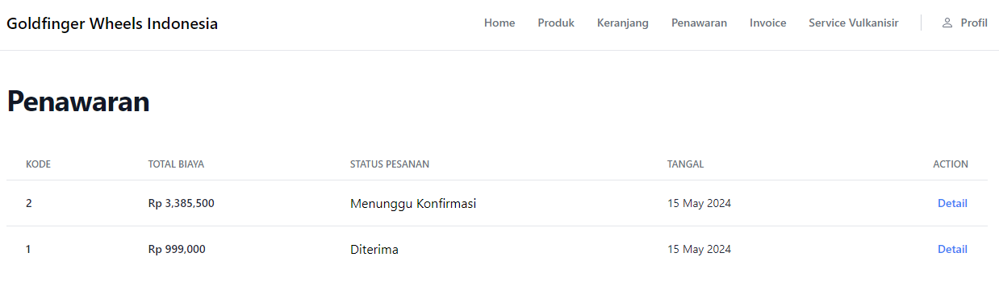 Goldfinger Wheels Indonesia Home Produk Keranjang Penawaran Invoice Service Vulkanisir Profil
Penawaran
KODE TOTAL BIAYA STATUS PESANAN TANGAL ACTION
2 Rp 3,385,500 Menunggu Konfirmasi 15 May 2024 Detail
1 Rp 999,000 Diterima 15 May 2024 Detail